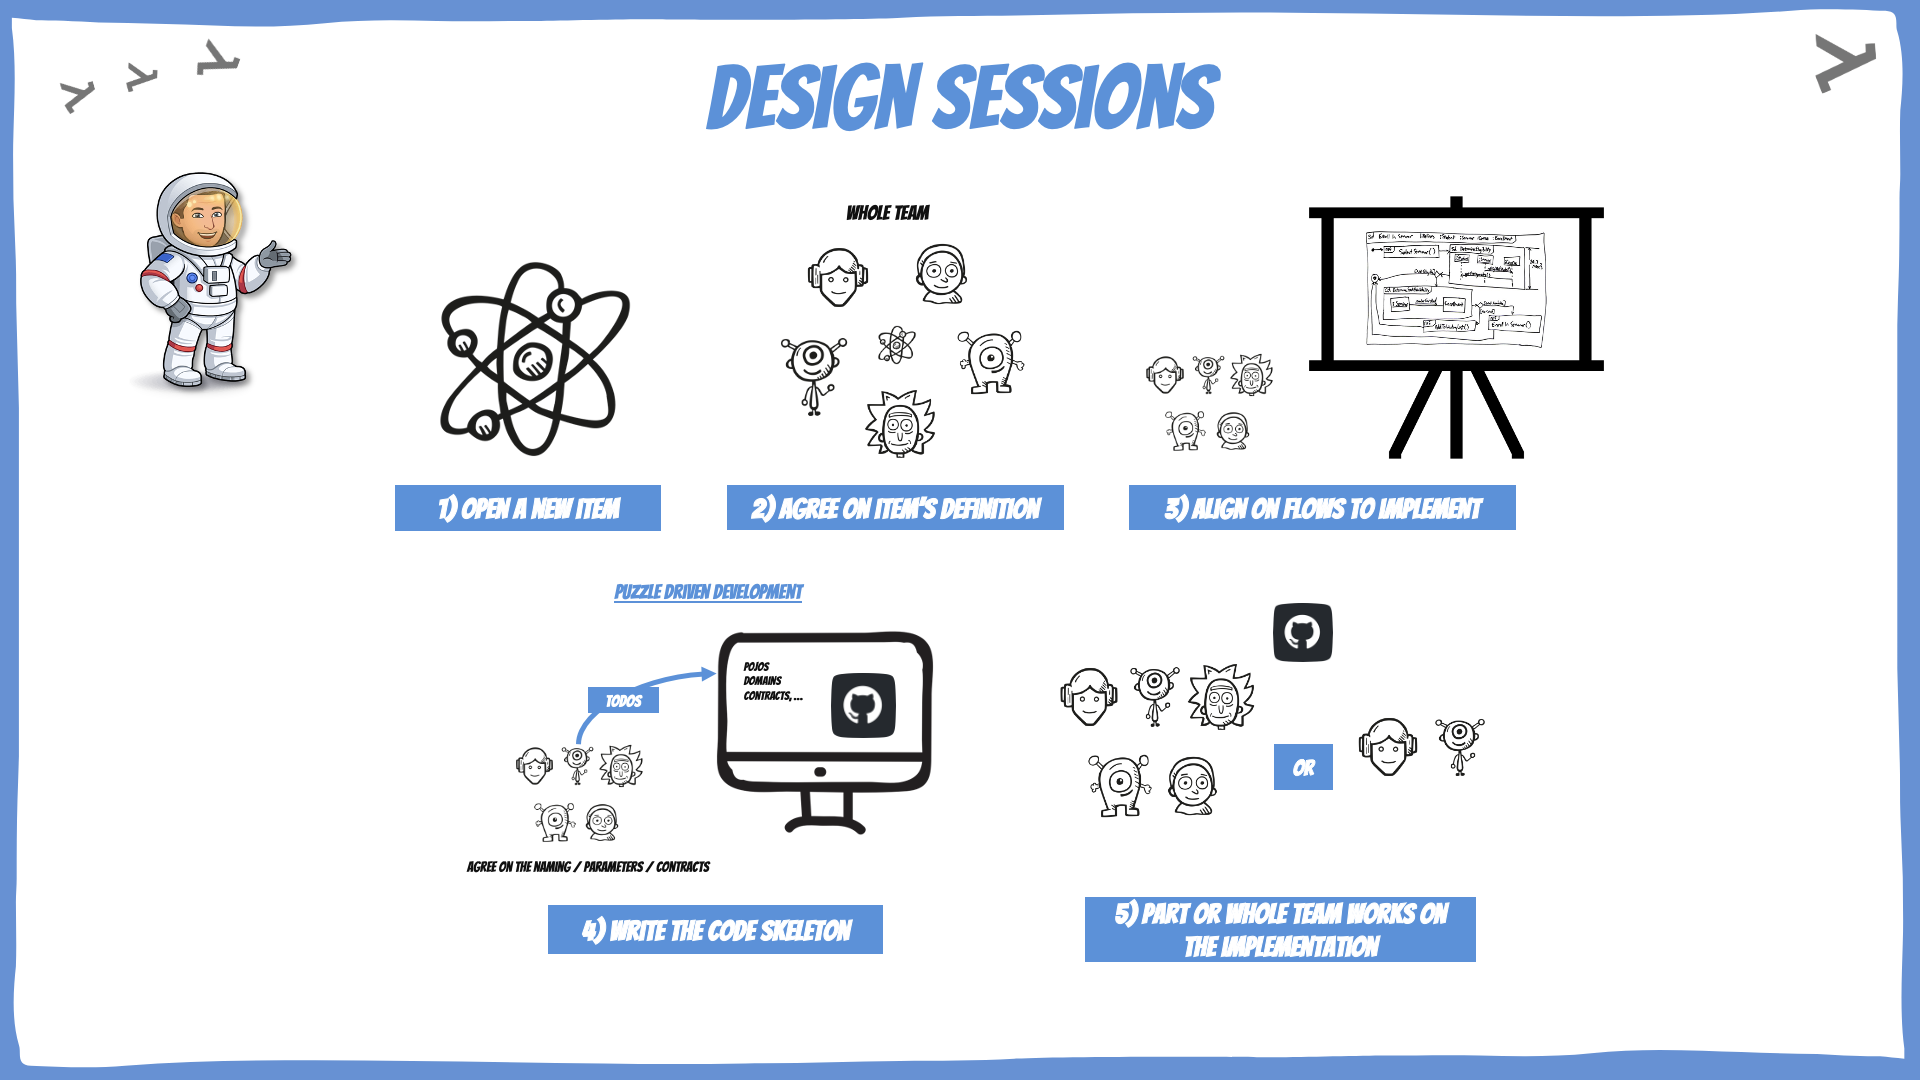 DESIGN SESSIONS
WHOLE TEAM
1) OPEN A NEW ITEM
2) AGREE ON ITEM'S DEFINITION
3) ALIGN ON FLOWS TO IMPLEMENT
PUZZLE DRIVEN DEVELOPMENT
POJOS
DOMAINS
CONTRACTS, ...
TODOS
AGREE ON THE NAMING / PARAMETERS / CONTRACTS
4) WRITE THE CODE SKELETON
OR
5) PART OR WHOLE TEAM WORKS ON
THE IMPLEMENTATION